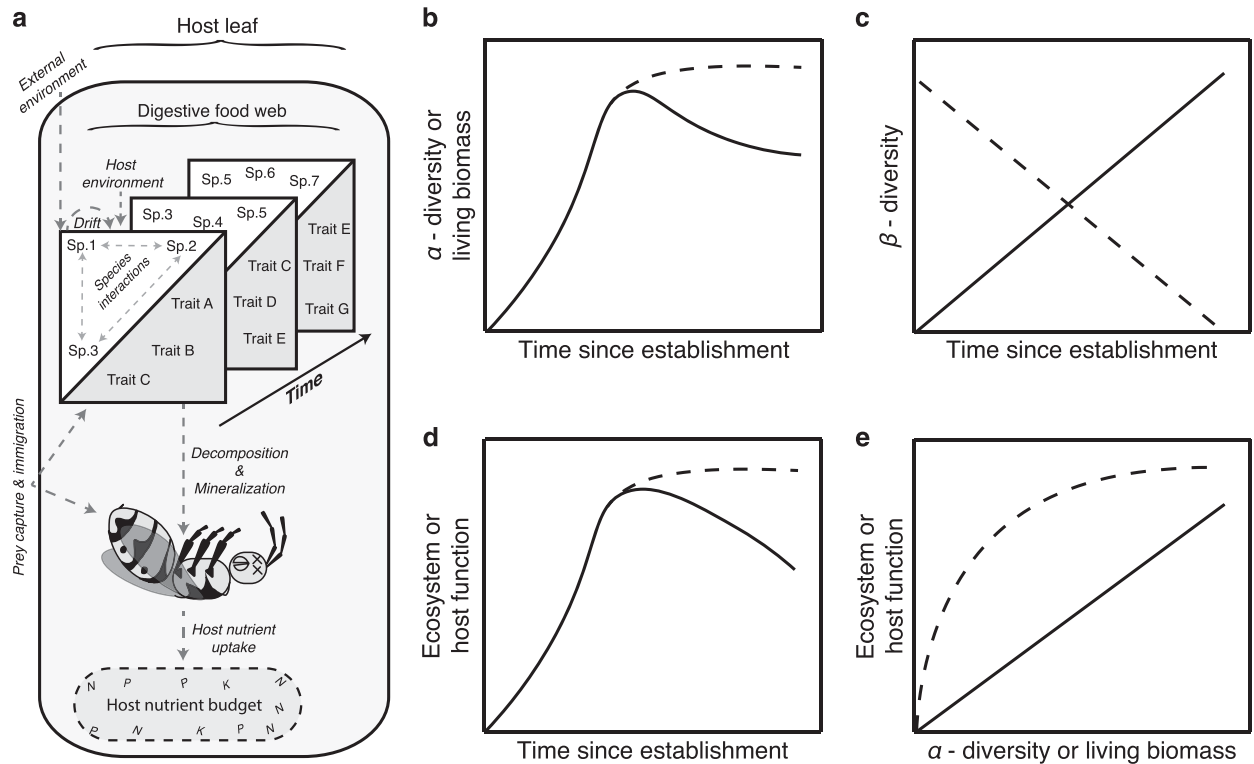 a
Host leaf
External
environment
Digestive food web
Host
environment
Drift
Sp.5
Sp.6
Sp.7
Sp.3
Sp.4
Sp.5
Sp.1
Sp.2
Species
interactions
Sp.3
Trait A
Trait B
Trait C
Trait C
Trait D
Trait E
Trait E
Trait F
Trait G
Time
Prey capture & immigration
Decomposition
&
Mineralization
X X
Host nutrient
uptake
N P P K N
Host nutrient budget
N
P N K P N
b
α - diversity or
living biomass
Time since establishment
c
β - diversity
Time since establishment
d
Ecosystem or
host function
Time since establishment
e
Ecosystem or
host function
α - diversity or living biomass